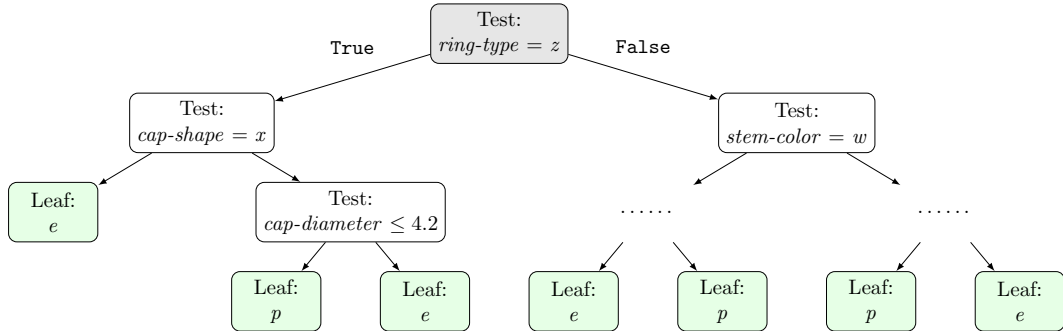 Test:
ring-type = z
True
False
Test:
cap-shape = x
Test:
stem-color = w
Leaf:
e
Test:
cap-diameter ≤ 4.2
......
......
Leaf:
p
Leaf:
e
Leaf:
e
Leaf:
p
Leaf:
p
Leaf:
e